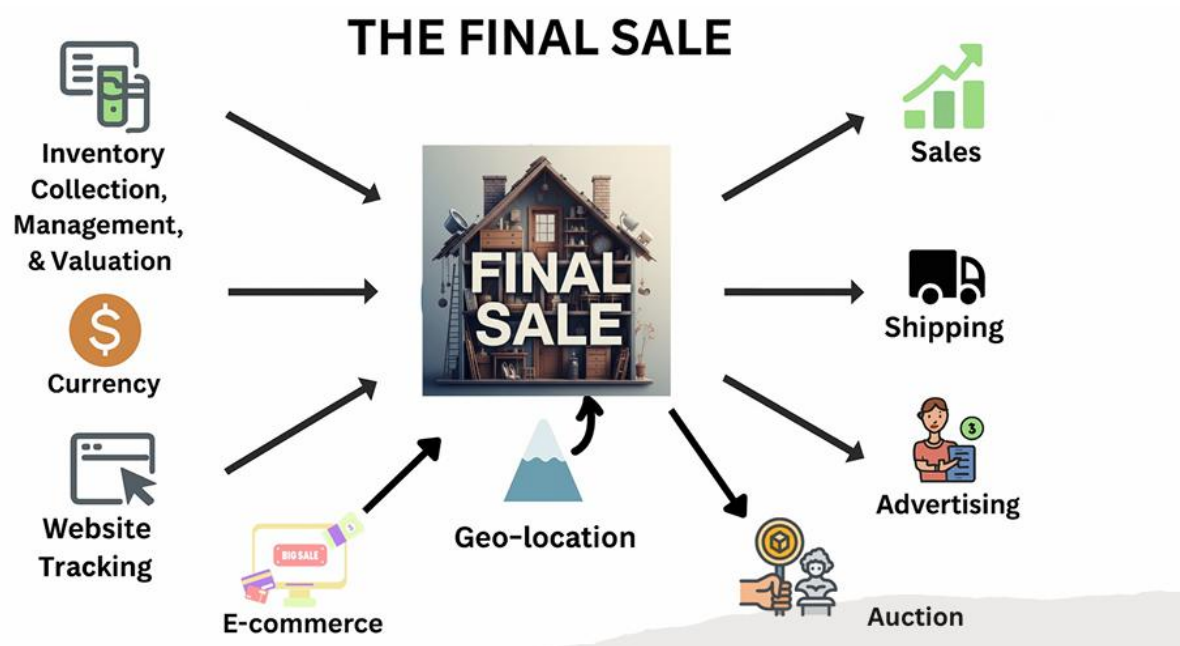 THE FINAL SALE
Inventory
Collection,
Management,
& Valuation
$
Currency
Website
Tracking
BIG SALE
E-commerce
FINAL
SALE
Geo-location
Sales
Shipping
$
Advertising
Auction